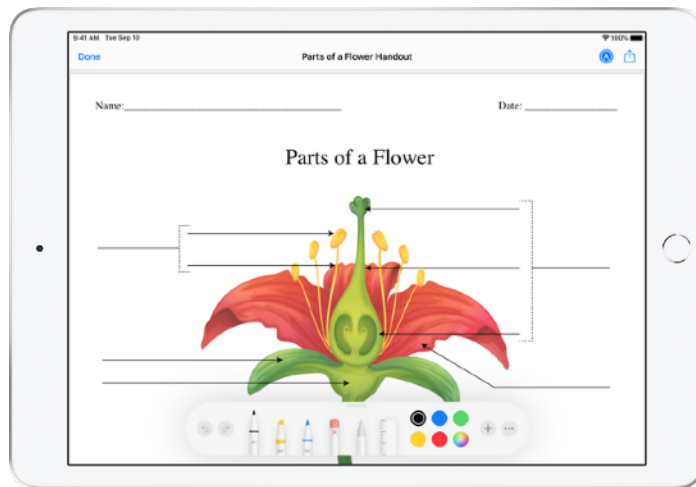 9:41 AM Tue Sep 10 100%
Done Parts of a Flower Handout
Name: Date:
Parts of a Flower